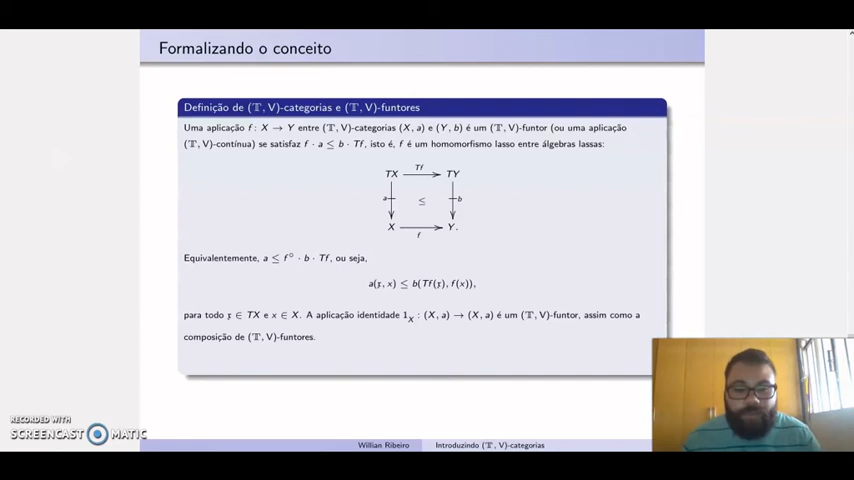 Formalizando o conceito
Definição de (𝕋, V)-categorias e (𝕋, V)-funtores
Uma aplicação f : X → Y entre (𝕋, V)-categorias (X, a) e (Y, b) é um (𝕋, V)-funtor (ou uma aplicação
(𝕋, V)-contínua) se satisfaz f · a ≤ b · Tf, isto é, f é um homomorfismo lasso entre álgebras lassas:
Tf
TX → TY
a ≤ b
X → Y.
f
Equivalentemente, a ≤ f° · b · Tf, ou seja,
a(𝔵, x) ≤ b(Tf(𝔵), f(x)),
para todo 𝔵 ∈ TX e x ∈ X. A aplicação identidade 1_X : (X, a) → (X, a) é um (𝕋, V)-funtor, assim como a
composição de (𝕋, V)-funtores.
RECORDED WITH
SCREENCAST MATIC
Willian Ribeiro Introduzindo (𝕋, V)-categorias